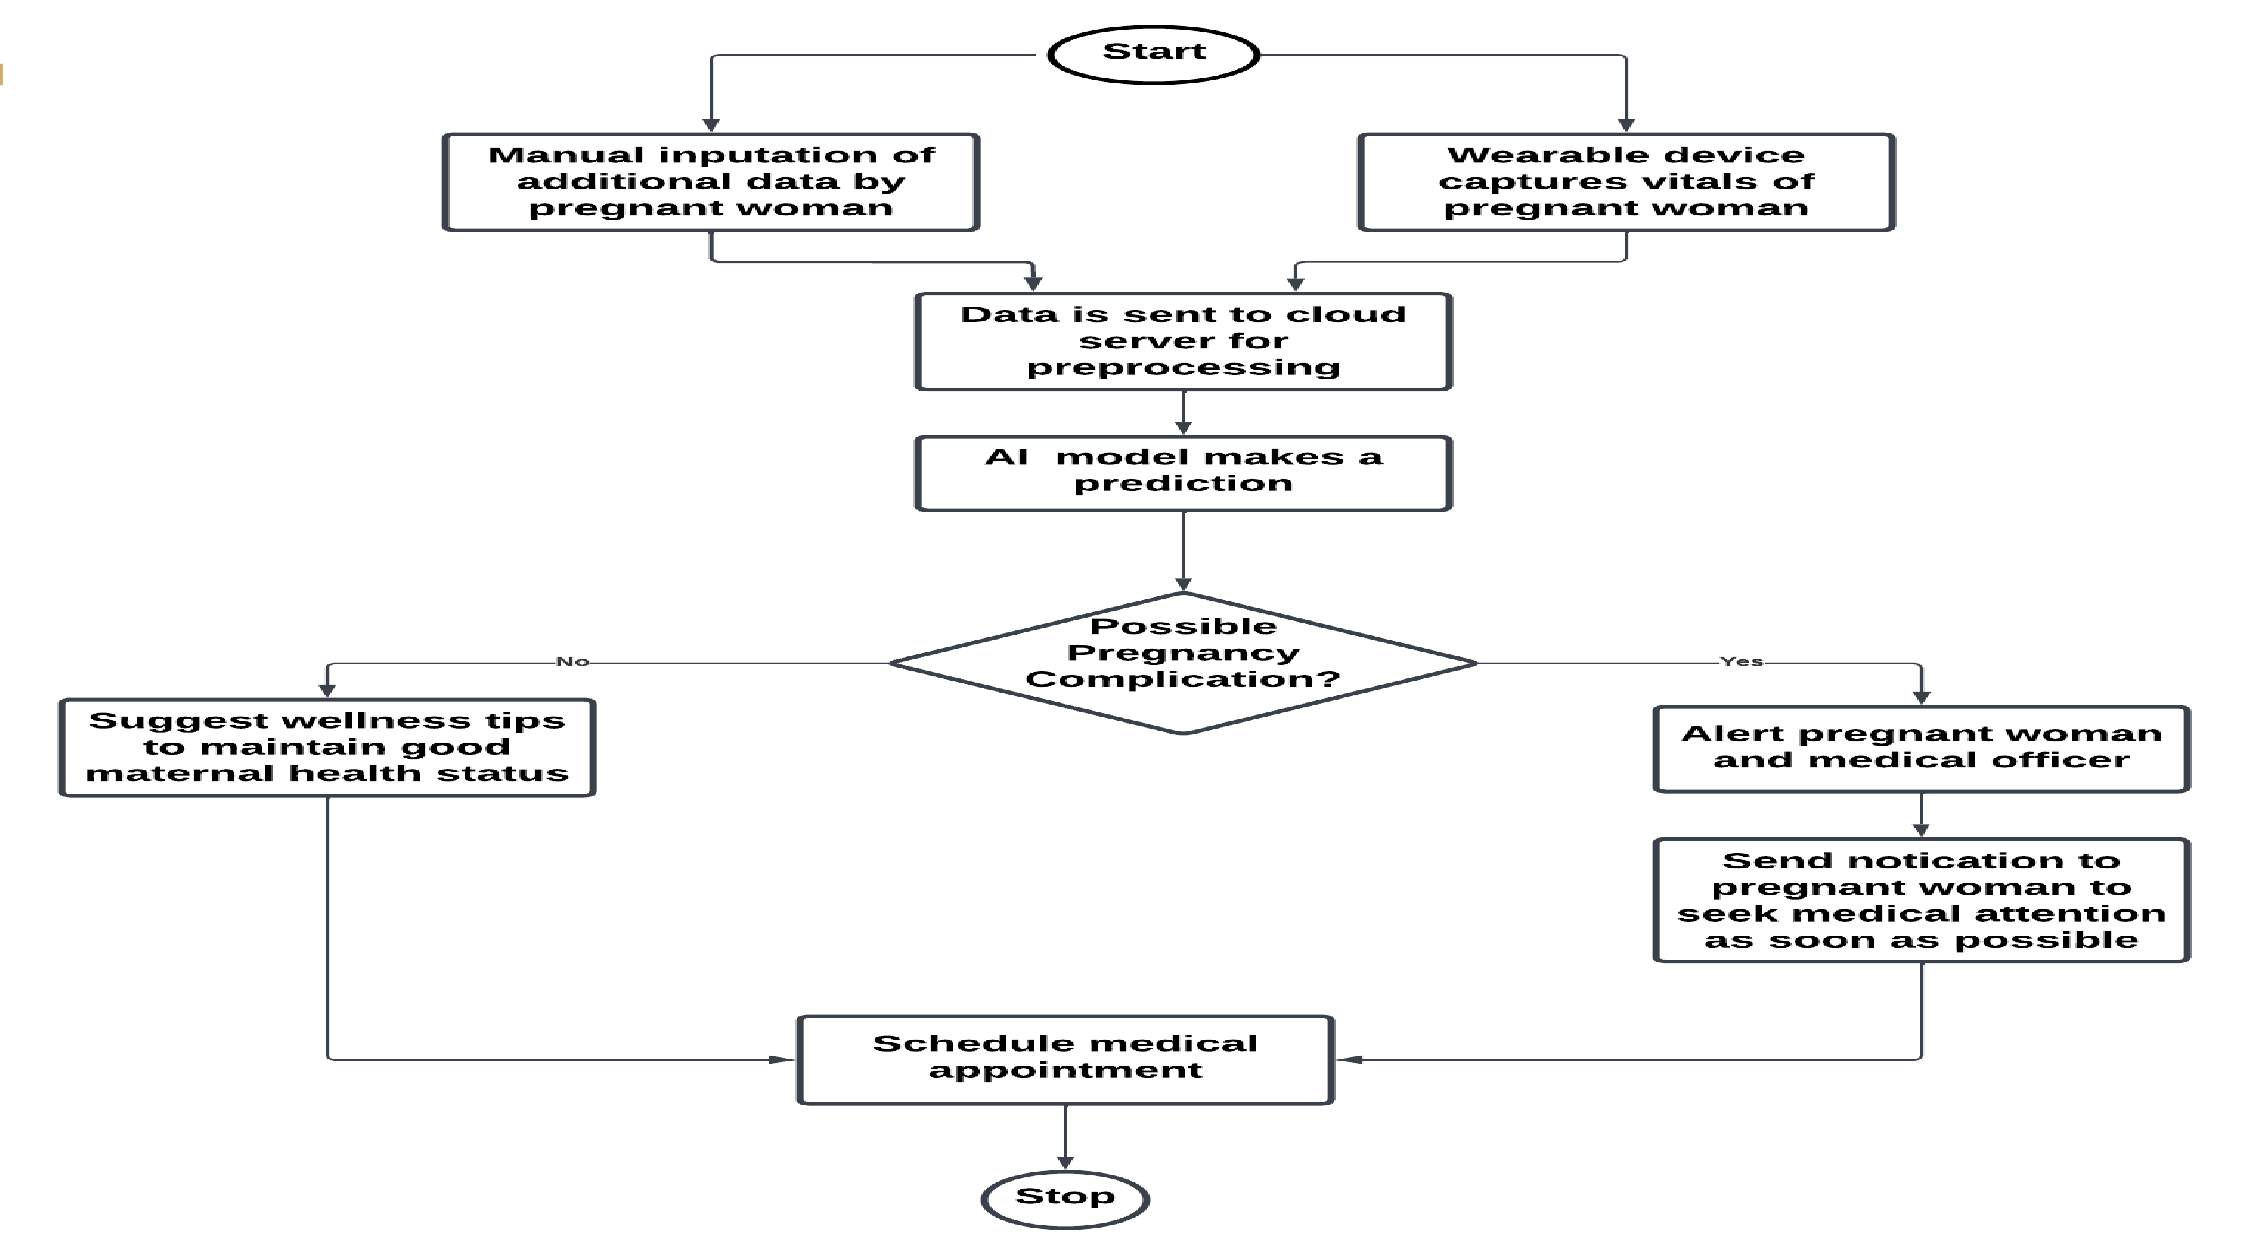 Start
Manual inputation of
additional data by
pregnant woman
Wearable device
captures vitals of
pregnant woman
Data is sent to cloud
server for
preprocessing
AI  model makes a
prediction
Possible
Pregnancy
Complication?
No
Yes
Suggest wellness tips
to maintain good
maternal health status
Alert pregnant woman
and medical officer
Send notication to
pregnant woman to
seek medical attention
as soon as possible
Schedule medical
appointment
Stop